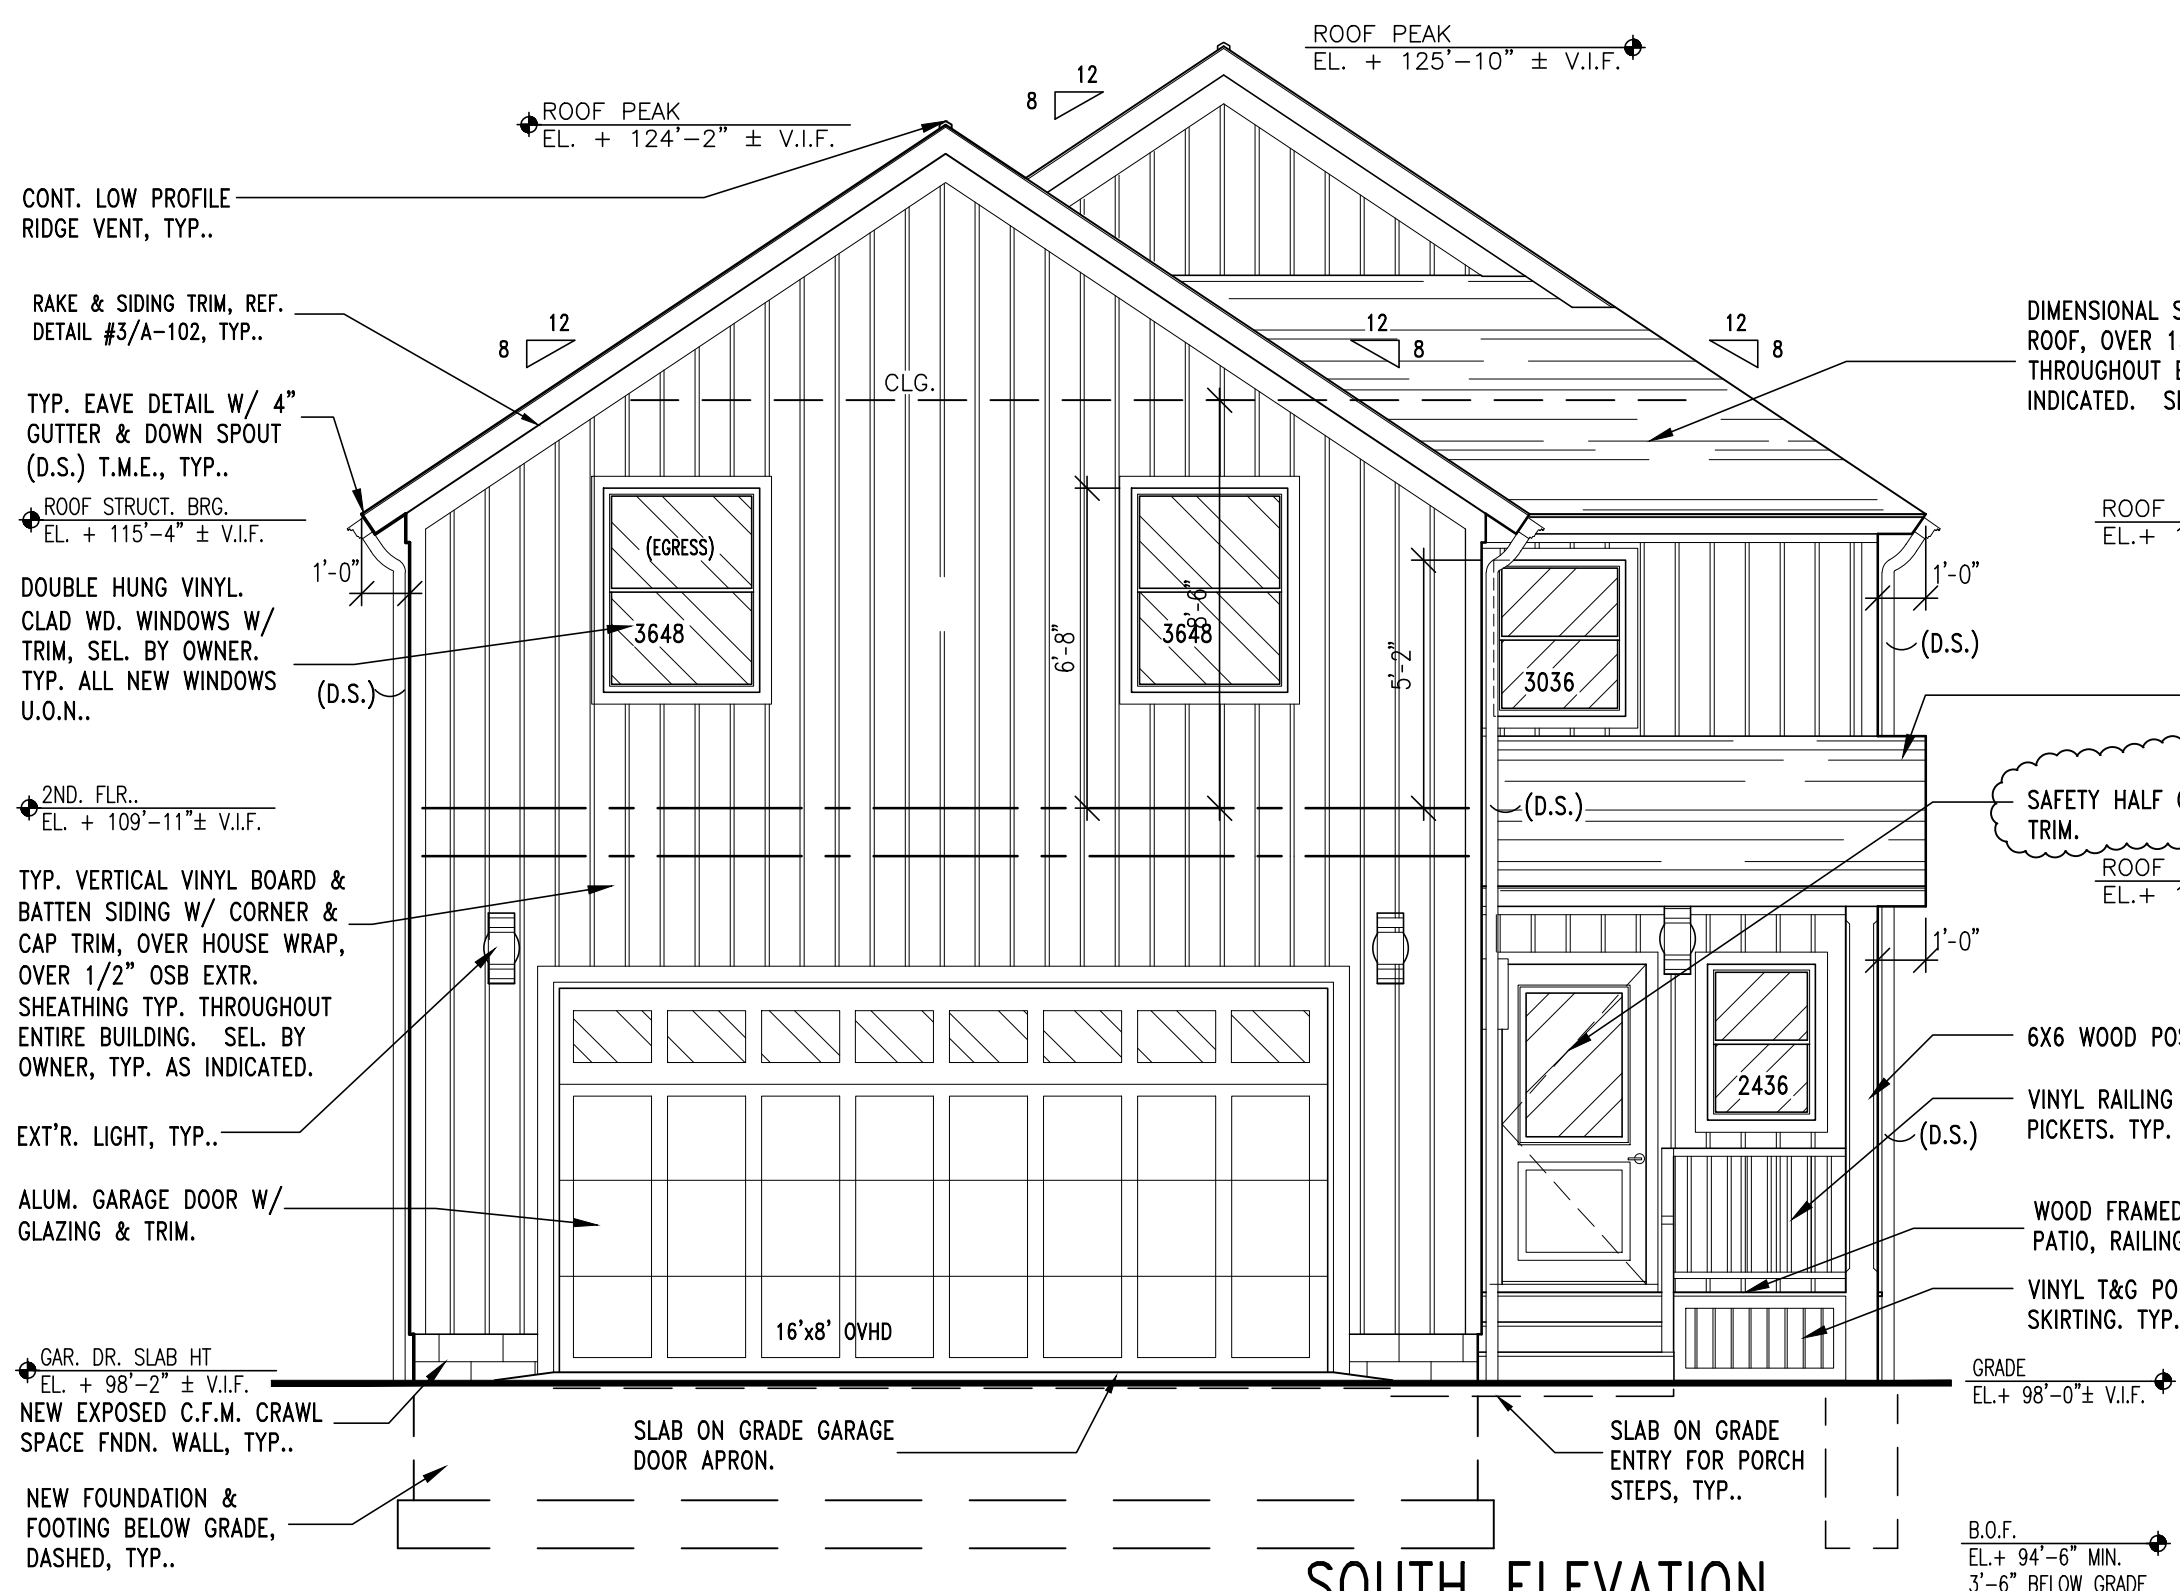 ROOF PEAK
EL. + 125'-10" ± V.I.F.
12
8
ROOF PEAK
EL. + 124'-2" ± V.I.F.
CONT. LOW PROFILE
RIDGE VENT, TYP..
RAKE & SIDING TRIM, REF.
DETAIL #3/A-102, TYP..
12
8
12
8
12
8
DIMENSIONAL S
ROOF, OVER 1
THROUGHOUT
INDICATED.
CLG.
TYP. EAVE DETAIL W/ 4"
GUTTER & DOWN SPOUT
(D.S.) T.M.E., TYP..
ROOF STRUCT. BRG.
EL. + 115'-4" ± V.I.F.
ROOF
EL.+
(EGRESS)
1'-0"
1'-0"
DOUBLE HUNG VINYL.
CLAD WD. WINDOWS W/
TRIM, SEL. BY OWNER.
TYP. ALL NEW WINDOWS
U.O.N..
3648
3648
8'-6"
6'-8"
5'-2"
3036
(D.S.)
(D.S.)
2ND. FLR..
EL. + 109'-11"± V.I.F.
(D.S.)
SAFETY HALF
TRIM.
ROOF
EL.+
TYP. VERTICAL VINYL BOARD &
BATTEN SIDING W/ CORNER &
CAP TRIM, OVER HOUSE WRAP,
OVER 1/2" OSB EXTR.
SHEATHING TYP. THROUGHOUT
ENTIRE BUILDING. SEL. BY
OWNER, TYP. AS INDICATED.
1'-0"
6X6 WOOD POS
2436
VINYL RAILING
PICKETS. TYP.
(D.S.)
EXT'R. LIGHT, TYP..
ALUM. GARAGE DOOR W/
GLAZING & TRIM.
WOOD FRAMED
PATIO, RAILING
VINYL T&G PO
SKIRTING. TYP.
16'x8' OVHD
GAR. DR. SLAB HT
EL. + 98'-2" ± V.I.F.
GRADE
EL.+ 98'-0"± V.I.F.
NEW EXPOSED C.F.M. CRAWL
SPACE FNDN. WALL, TYP..
SLAB ON GRADE GARAGE
DOOR APRON.
SLAB ON GRADE
ENTRY FOR PORCH
STEPS, TYP..
NEW FOUNDATION &
FOOTING BELOW GRADE,
DASHED, TYP..
B.O.F.
EL.+ 94'-6" MIN.
3'-6" BELOW GRADE
SOUTH ELEVATION